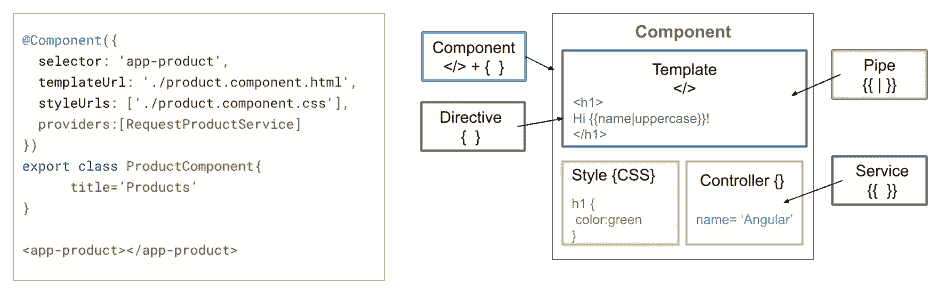 @Component({
selector: 'app-product',
templateUrl: './product.component.html',
styleUrls: ['./product.component.css'],
providers:[RequestProductService]
})
export class ProductComponent{
title='Products’
}
<app-product></app-product>
Component
</> + { }
Directive
{ }
Component
Template
</>
<h1>
Hi {{name|uppercase}}!
</h1>
Style {CSS}
h1 {
color:green
}
Controller {}
name= ‘Angular’
Pipe
{{ | }}
Service
{{ }}